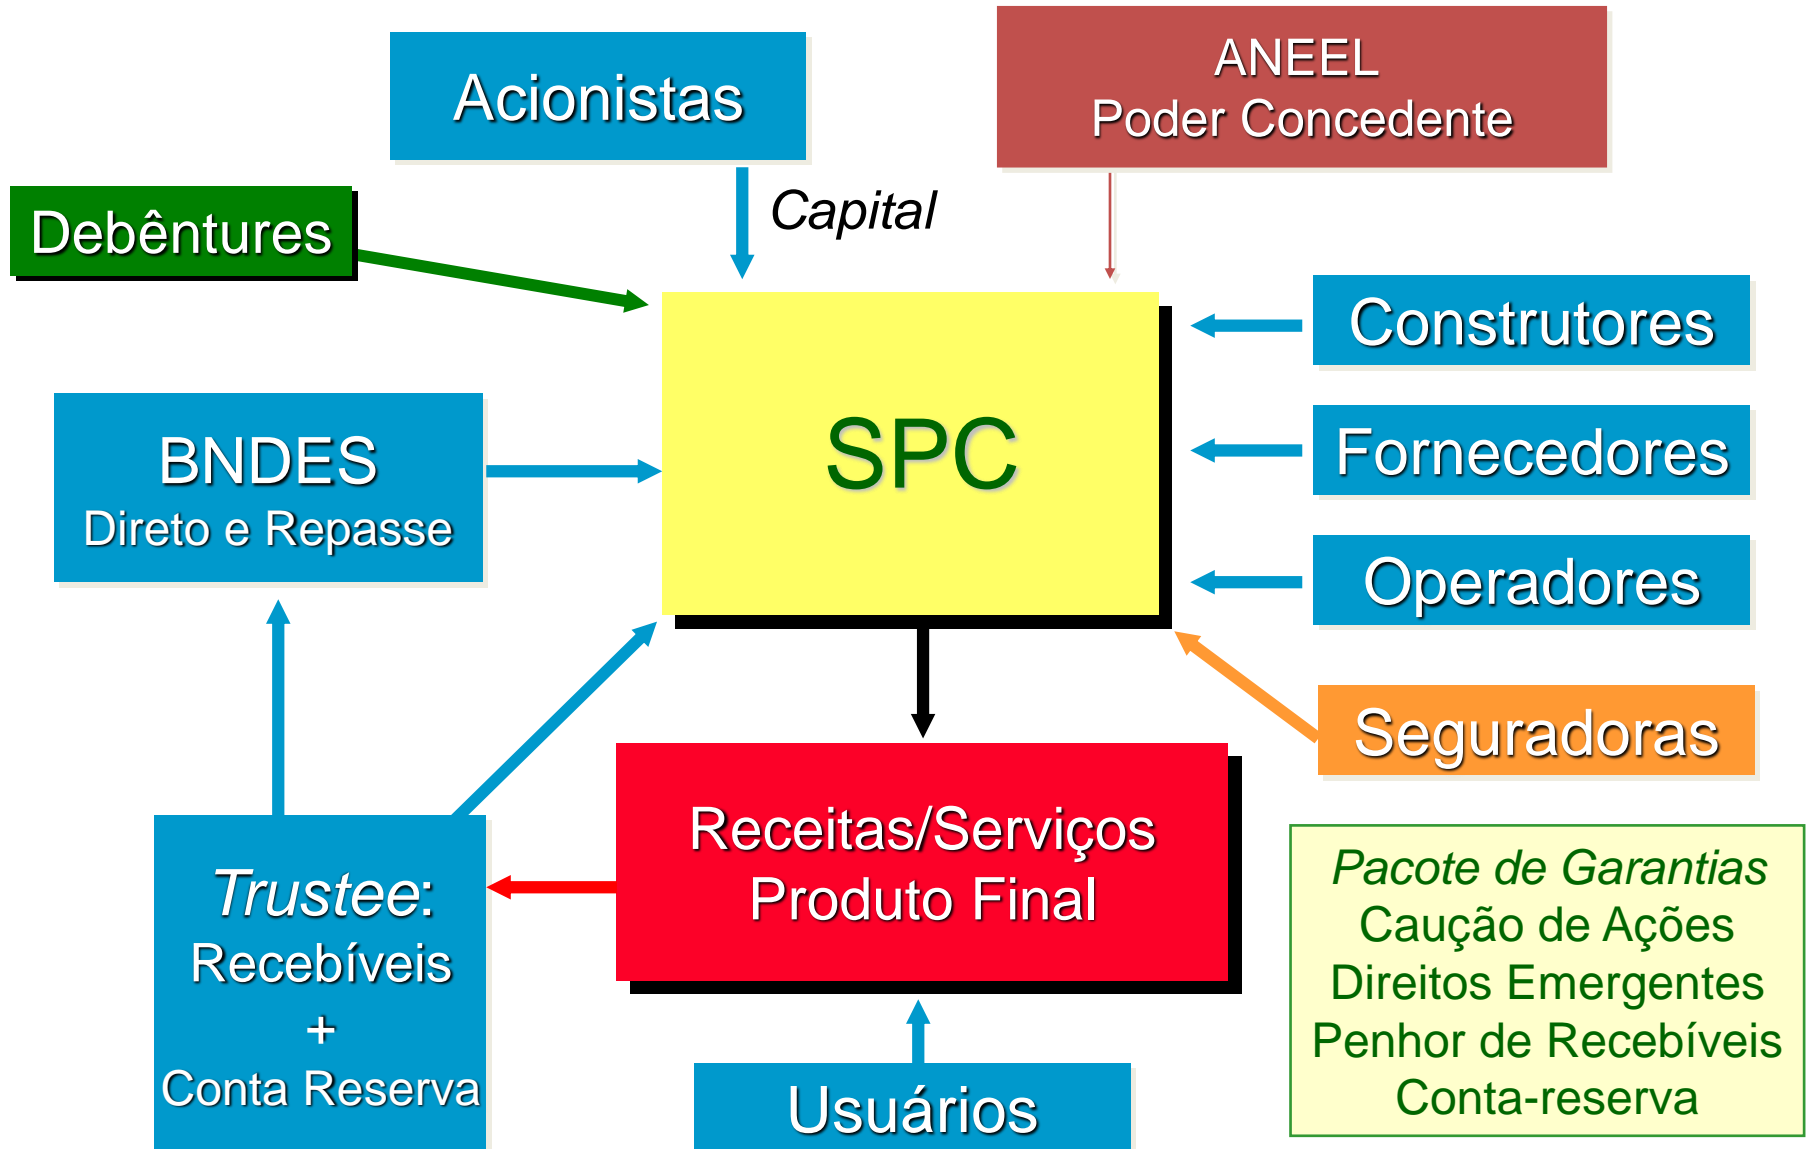 Acionistas
ANEEL
Poder Concedente
Capital
Debêntures
Construtores
SPC
BNDES
Direto e Repasse
Fornecedores
Operadores
Seguradoras
Receitas/Serviços
Produto Final
Trustee:
Recebíveis
+
Conta Reserva
Pacote de Garantias
Caução de Ações
Direitos Emergentes
Penhor de Recebíveis
Conta-reserva
Usuários